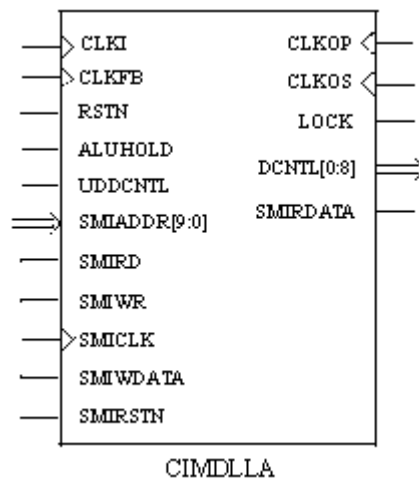 CLKI
CLKOP
CLKFB
CLKOS
RSTN
LOCK
ALUHOLD
DCNTL[0:8]
UDDCNTL
SMIRDATA
SMIADDR[9:0]
SMIRD
SMIWR
SMICLK
SMIWDATA
SMIRSTN
CIMDLLA